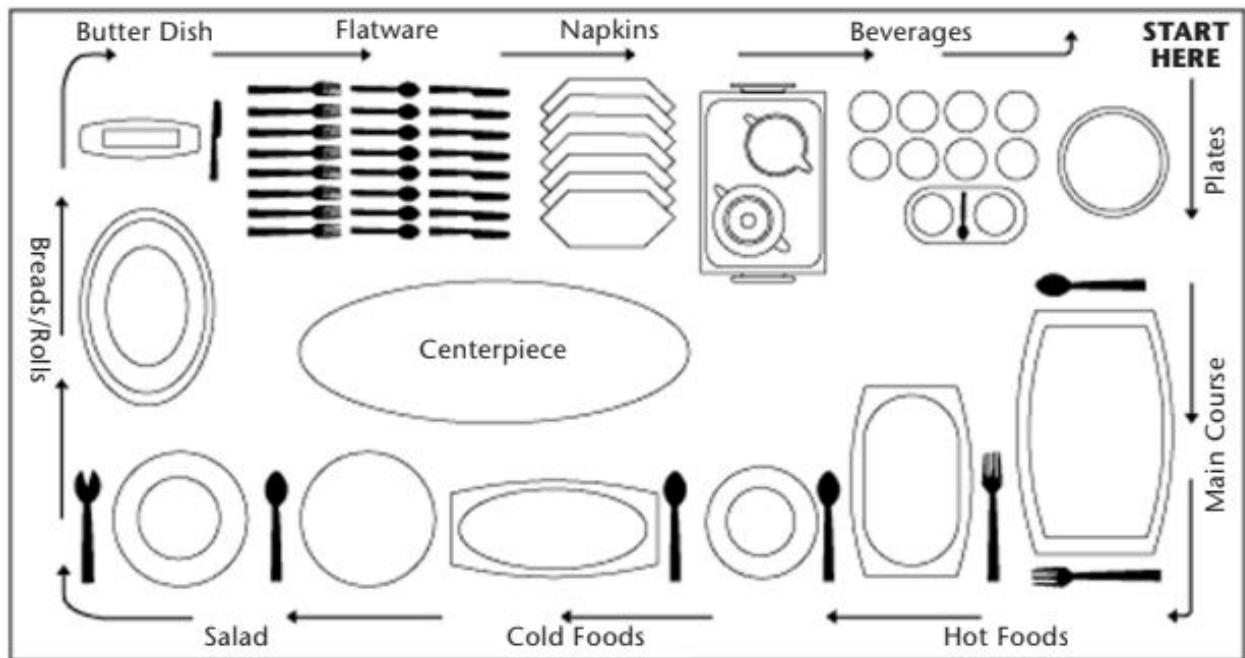 Butter Dish
Flatware
Napkins
Beverages
START
HERE
Plates
Main Course
Hot Foods
Cold Foods
Salad
Breads/Rolls
Centerpiece